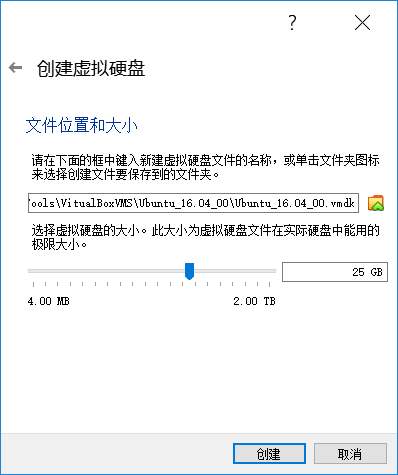 ?
创建虚拟硬盘
文件位置和大小
请在下面的框中键入新建虚拟硬盘文件的名称，或单击文件夹图标
来选择创建文件要保存到的文件夹。
ools\VitualBoxVMS\Ubuntu_16.04_00\Ubuntu_16.04_00.vmdk
选择虚拟硬盘的大小。此大小为虚拟硬盘文件在实际硬盘中能用的
极限大小。
25 GB
4.00 MB 2.00 TB
创建 取消